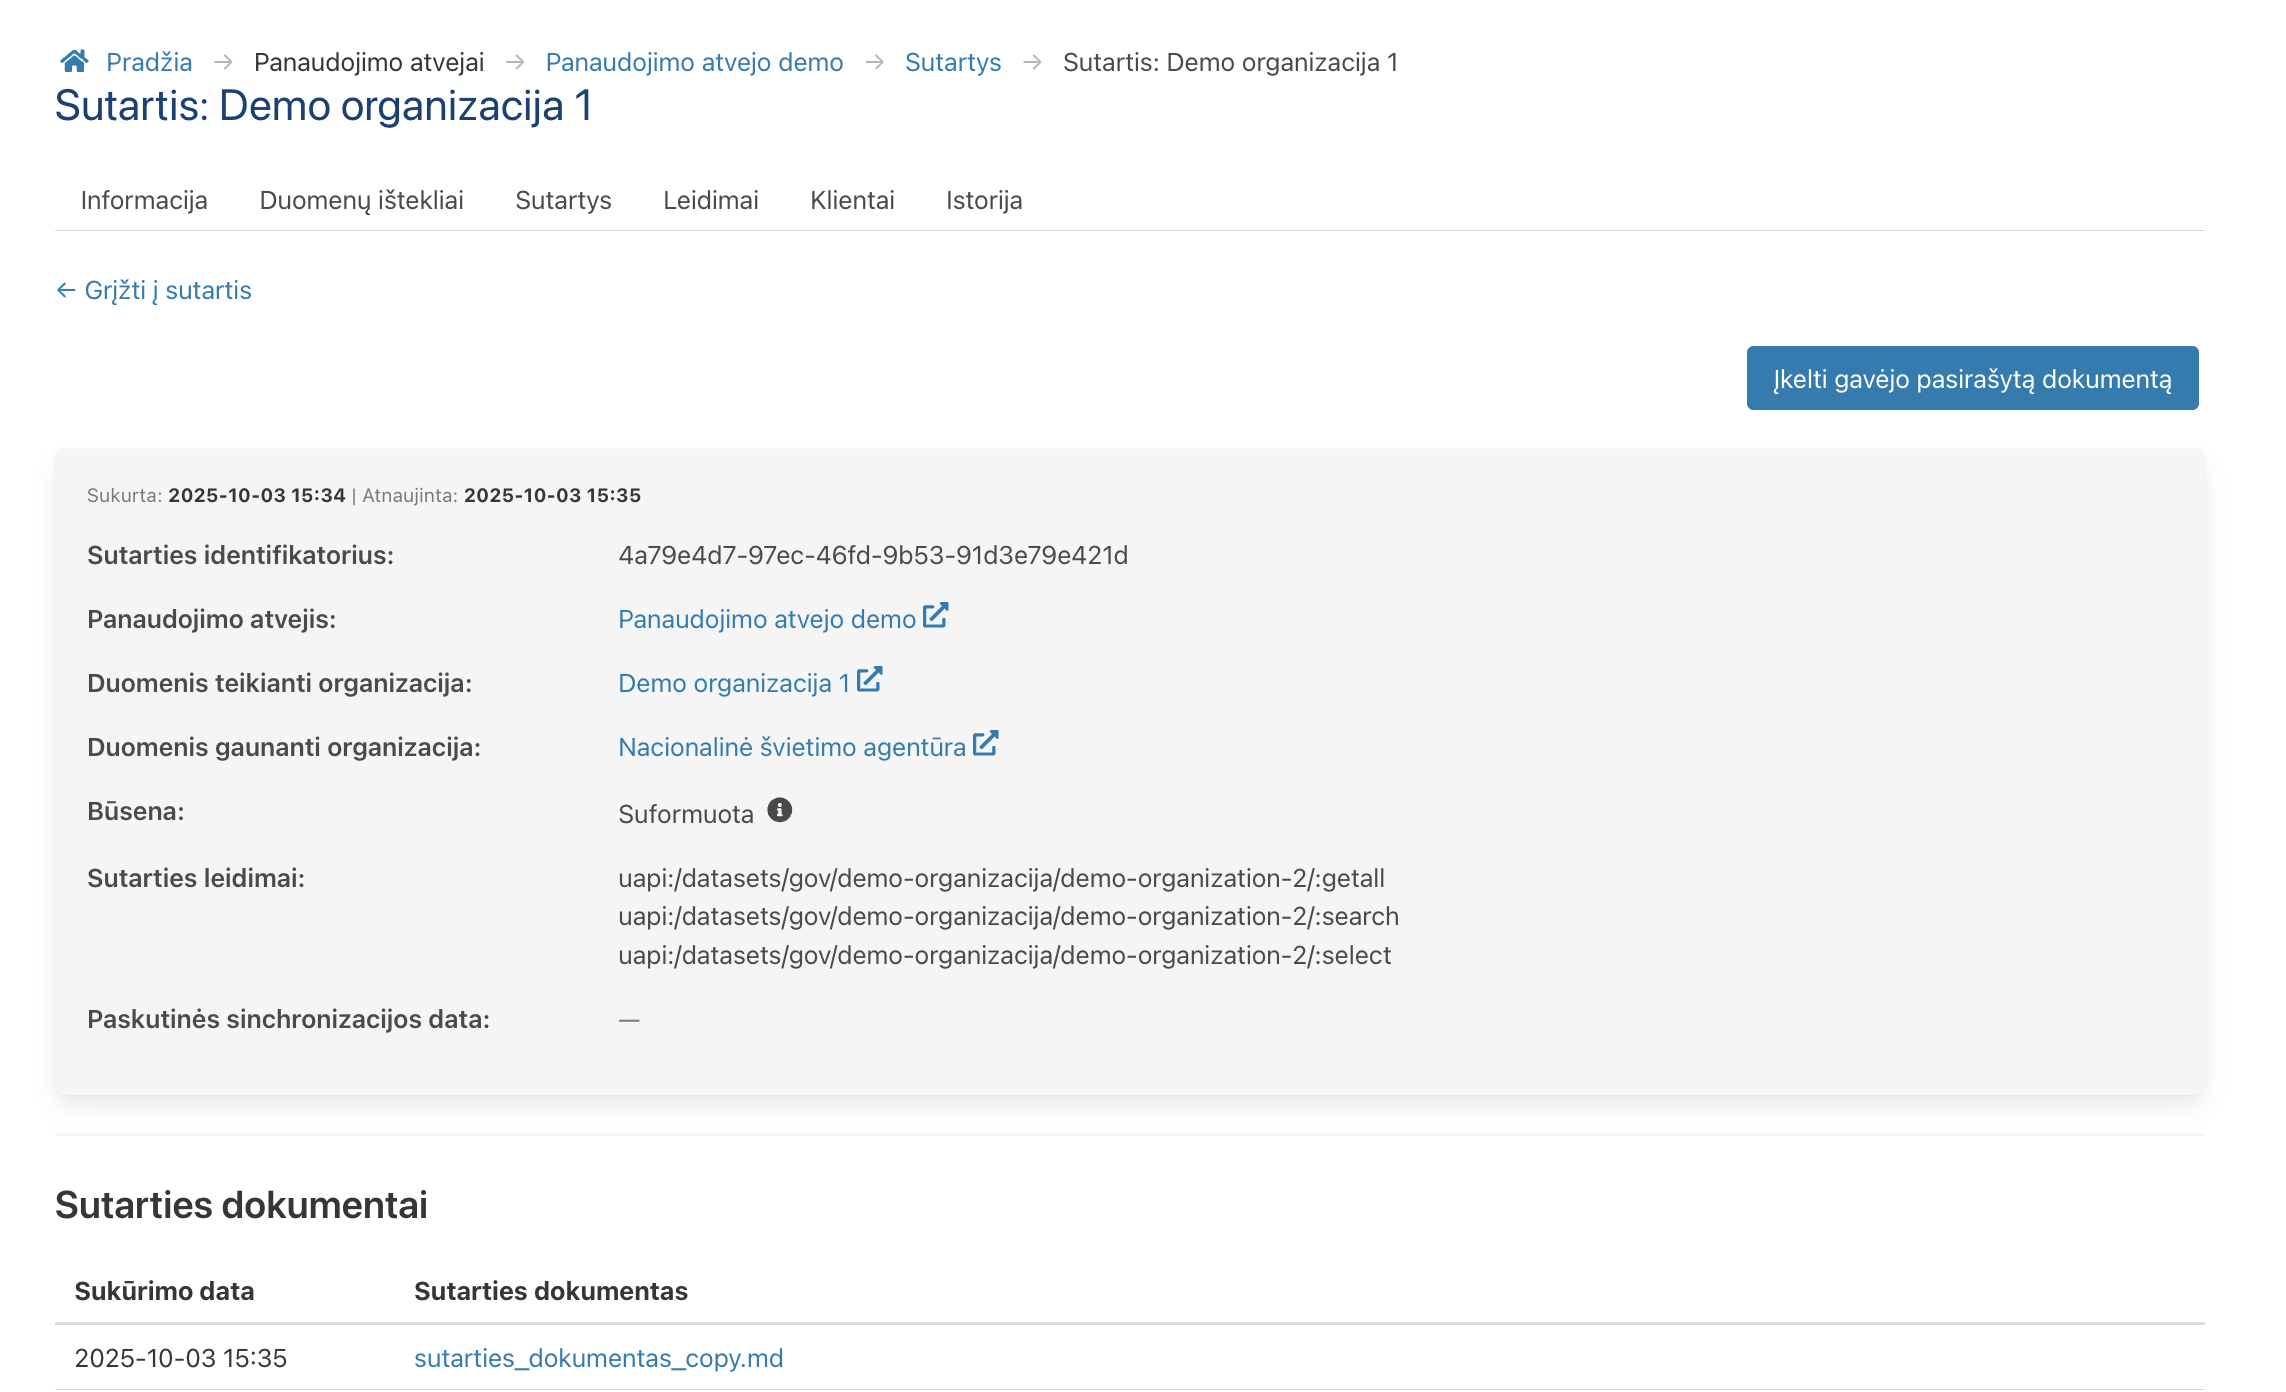 Pradžia → Panaudojimo atvejai → Panaudojimo atvejo demo → Sutartys → Sutartis: Demo organizacija 1
Sutartis: Demo organizacija 1
Informacija Duomenų ištekliai Sutartys Leidimai Klientai Istorija
← Grįžti į sutartis
Įkelti gavėjo pasirašytą dokumentą
Sukurta: 2025-10-03 15:34 | Atnaujinta: 2025-10-03 15:35
Sutarties identifikatorius: 4a79e4d7-97ec-46fd-9b53-91d3e79e421d
Panaudojimo atvejis: Panaudojimo atvejo demo
Duomenis teikianti organizacija: Demo organizacija 1
Duomenis gaunanti organizacija: Nacionalinė švietimo agentūra
Būsena: Suformuota
Sutarties leidimai: uapi:/datasets/gov/demo-organizacija/demo-organization-2/:getall
uapi:/datasets/gov/demo-organizacija/demo-organization-2/:search
uapi:/datasets/gov/demo-organizacija/demo-organization-2/:select
Paskutinės sinchronizacijos data: —
Sutarties dokumentai
Sukūrimo data Sutarties dokumentas
2025-10-03 15:35 sutarties_dokumentas_copy.md